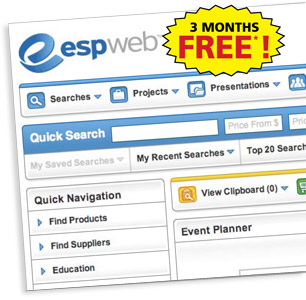 3 MONTHS
FREE*!
espweb
Searches
Projects
Presentations
Quick Search
Price From $
My Saved Searches
My Recent Searches
Top 20 Search
Quick Navigation
Find Products
Find Suppliers
Education
View Clipboard (0)
Event Planner